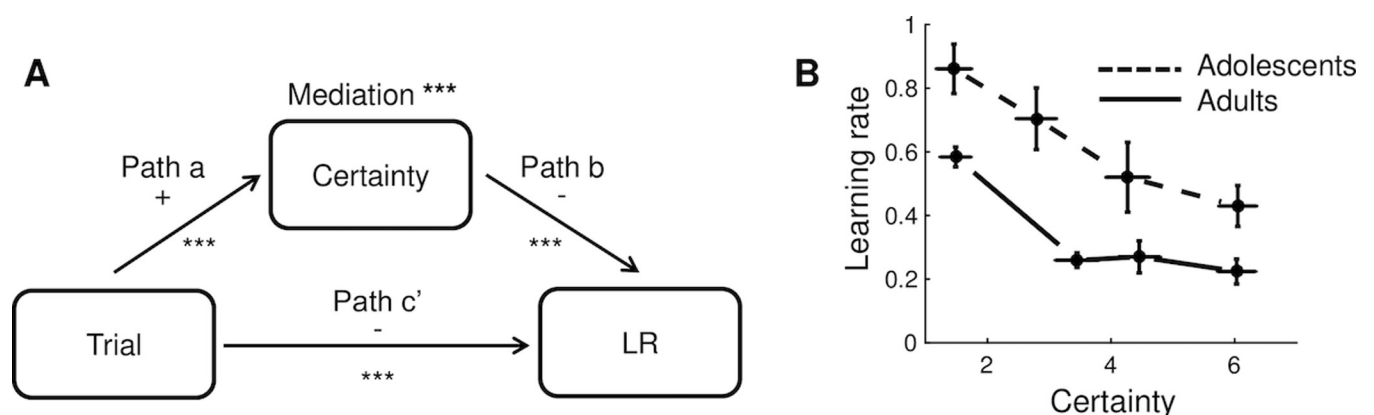 A
Mediation ***
Path a
+
***
Certainty
Path b
-
***
Trial
Path c’
-
***
LR
B
Learning rate
1
0.8
0.6
0.4
0.2
0
2 4 6
Certainty
Adolescents
Adults